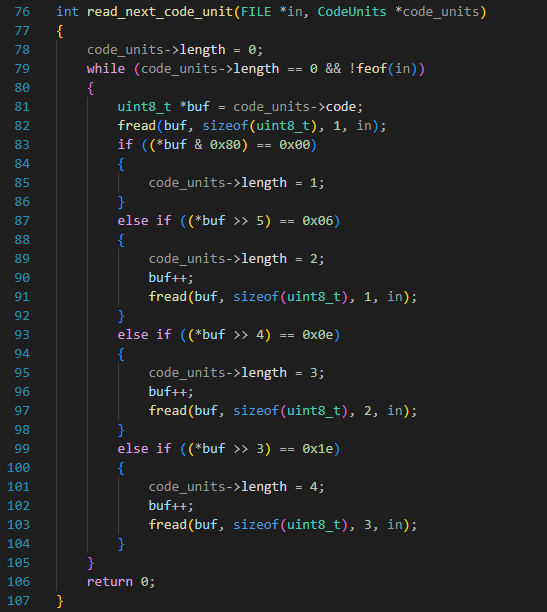 76 int read_next_code_unit(FILE *in, CodeUnits *code_units)
77 {
78     code_units->length = 0;
79     while (code_units->length == 0 && !feof(in))
80     {
81         uint8_t *buf = code_units->code;
82         fread(buf, sizeof(uint8_t), 1, in);
83         if ((*buf & 0x80) == 0x00)
84         {
85             code_units->length = 1;
86         }
87         else if ((*buf >> 5) == 0x06)
88         {
89             code_units->length = 2;
90             buf++;
91             fread(buf, sizeof(uint8_t), 1, in);
92         }
93         else if ((*buf >> 4) == 0x0e)
94         {
95             code_units->length = 3;
96             buf++;
97             fread(buf, sizeof(uint8_t), 2, in);
98         }
99         else if ((*buf >> 3) == 0x1e)
100         {
101             code_units->length = 4;
102             buf++;
103             fread(buf, sizeof(uint8_t), 3, in);
104         }
105     }
106     return 0;
107 }